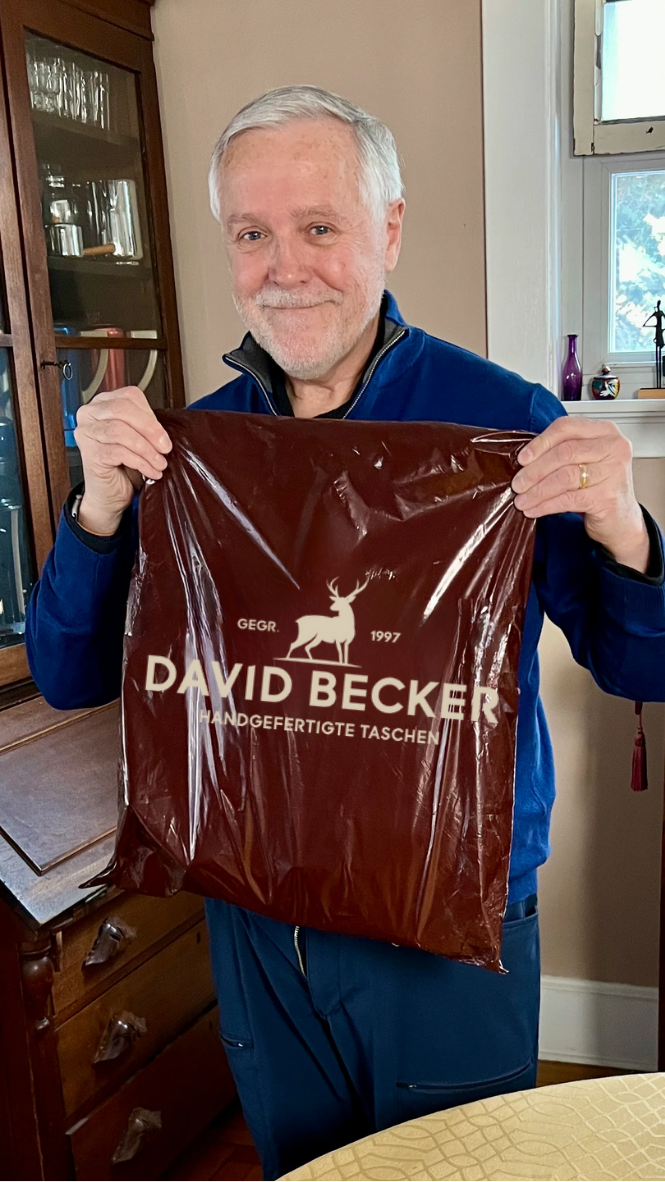 GEGR. 1997
DAVID BECKER
HANDGEFERTIGTE TASCHEN